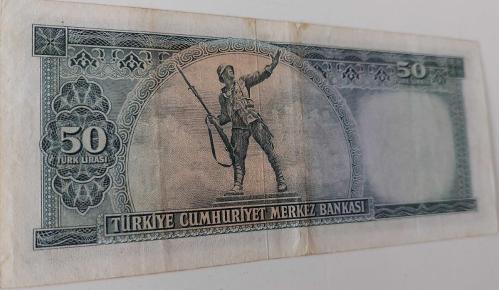 50
50
TÜRK LİRASI
TÜRKİYE CUMHURİYET MERKEZ BANKASI